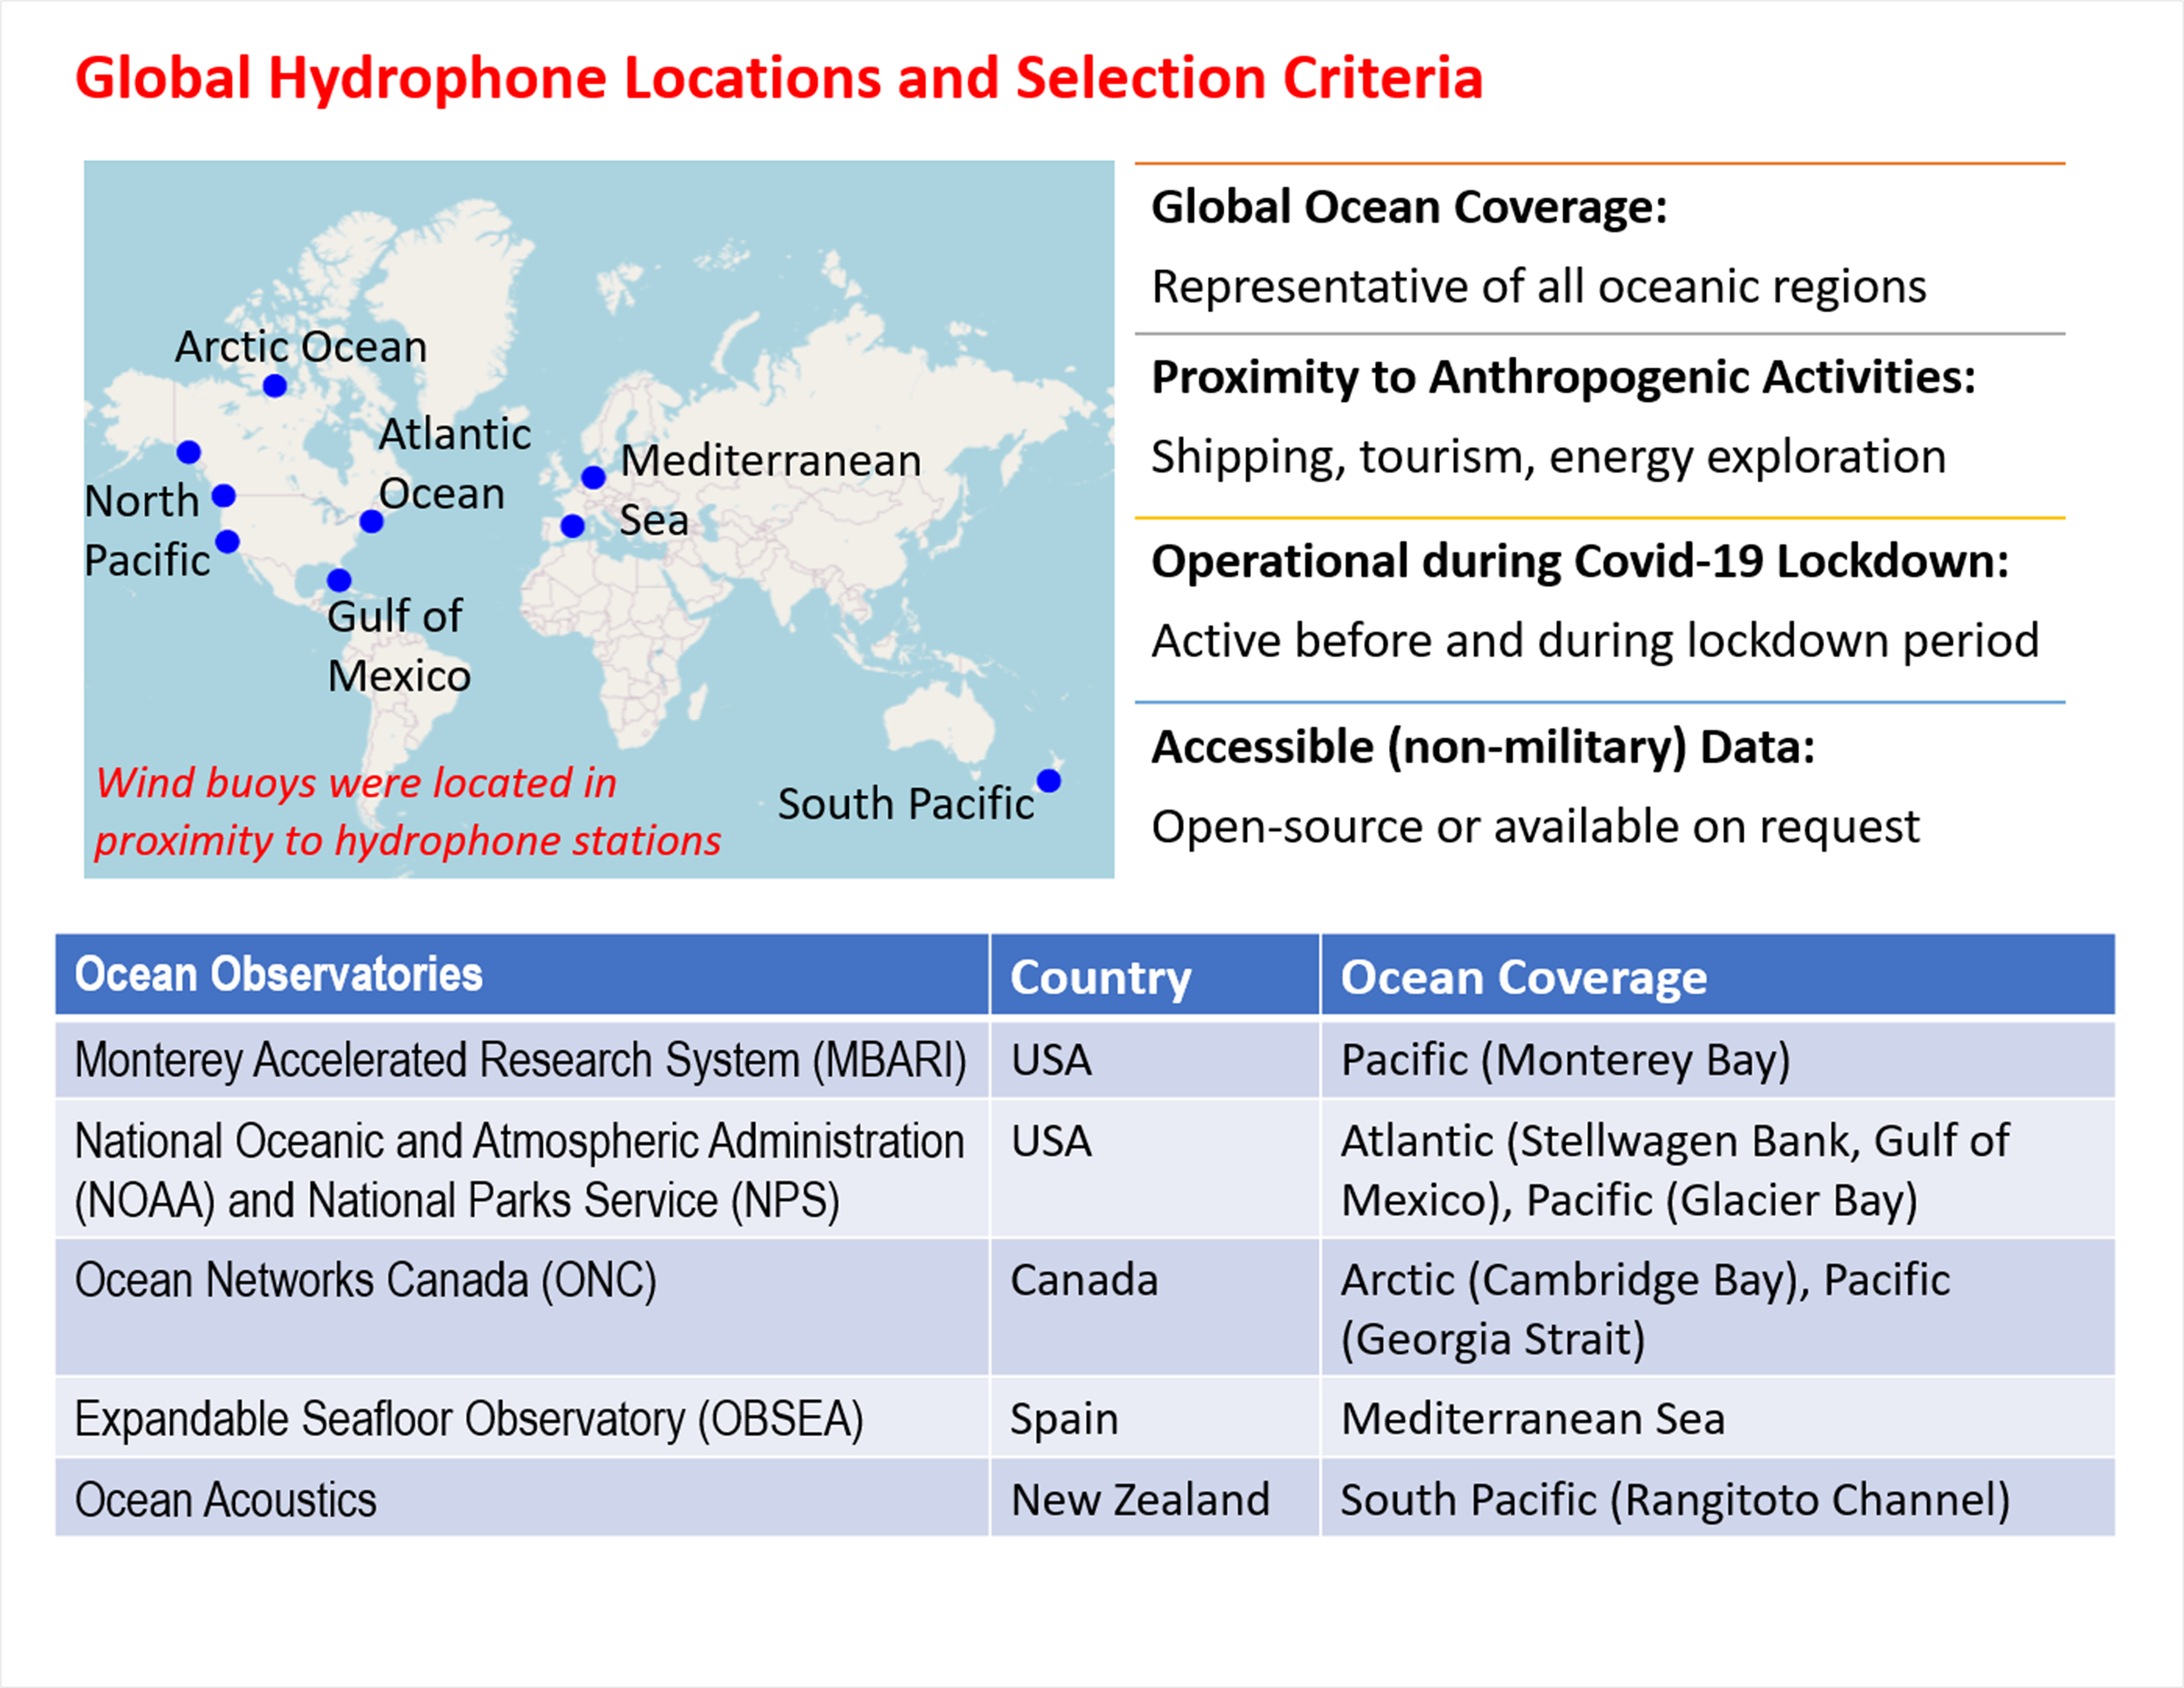 Global Hydrophone Locations and Selection Criteria
Arctic Ocean
Atlantic
Ocean
North
Pacific
Gulf of
Mexico
Mediterranean
Sea
South Pacific
Wind buoys were located in
proximity to hydrophone stations
Global Ocean Coverage:
Representative of all oceanic regions
Proximity to Anthropogenic Activities:
Shipping, tourism, energy exploration
Operational during Covid-19 Lockdown:
Active before and during lockdown period
Accessible (non-military) Data:
Open-source or available on request
Ocean Observatories
Country
Ocean Coverage
Monterey Accelerated Research System (MBARI)
USA
Pacific (Monterey Bay)
National Oceanic and Atmospheric Administration
(NOAA) and National Parks Service (NPS)
USA
Atlantic (Stellwagen Bank, Gulf of
Mexico), Pacific (Glacier Bay)
Ocean Networks Canada (ONC)
Canada
Arctic (Cambridge Bay), Pacific
(Georgia Strait)
Expandable Seafloor Observatory (OBSEA)
Spain
Mediterranean Sea
Ocean Acoustics
New Zealand
South Pacific (Rangitoto Channel)